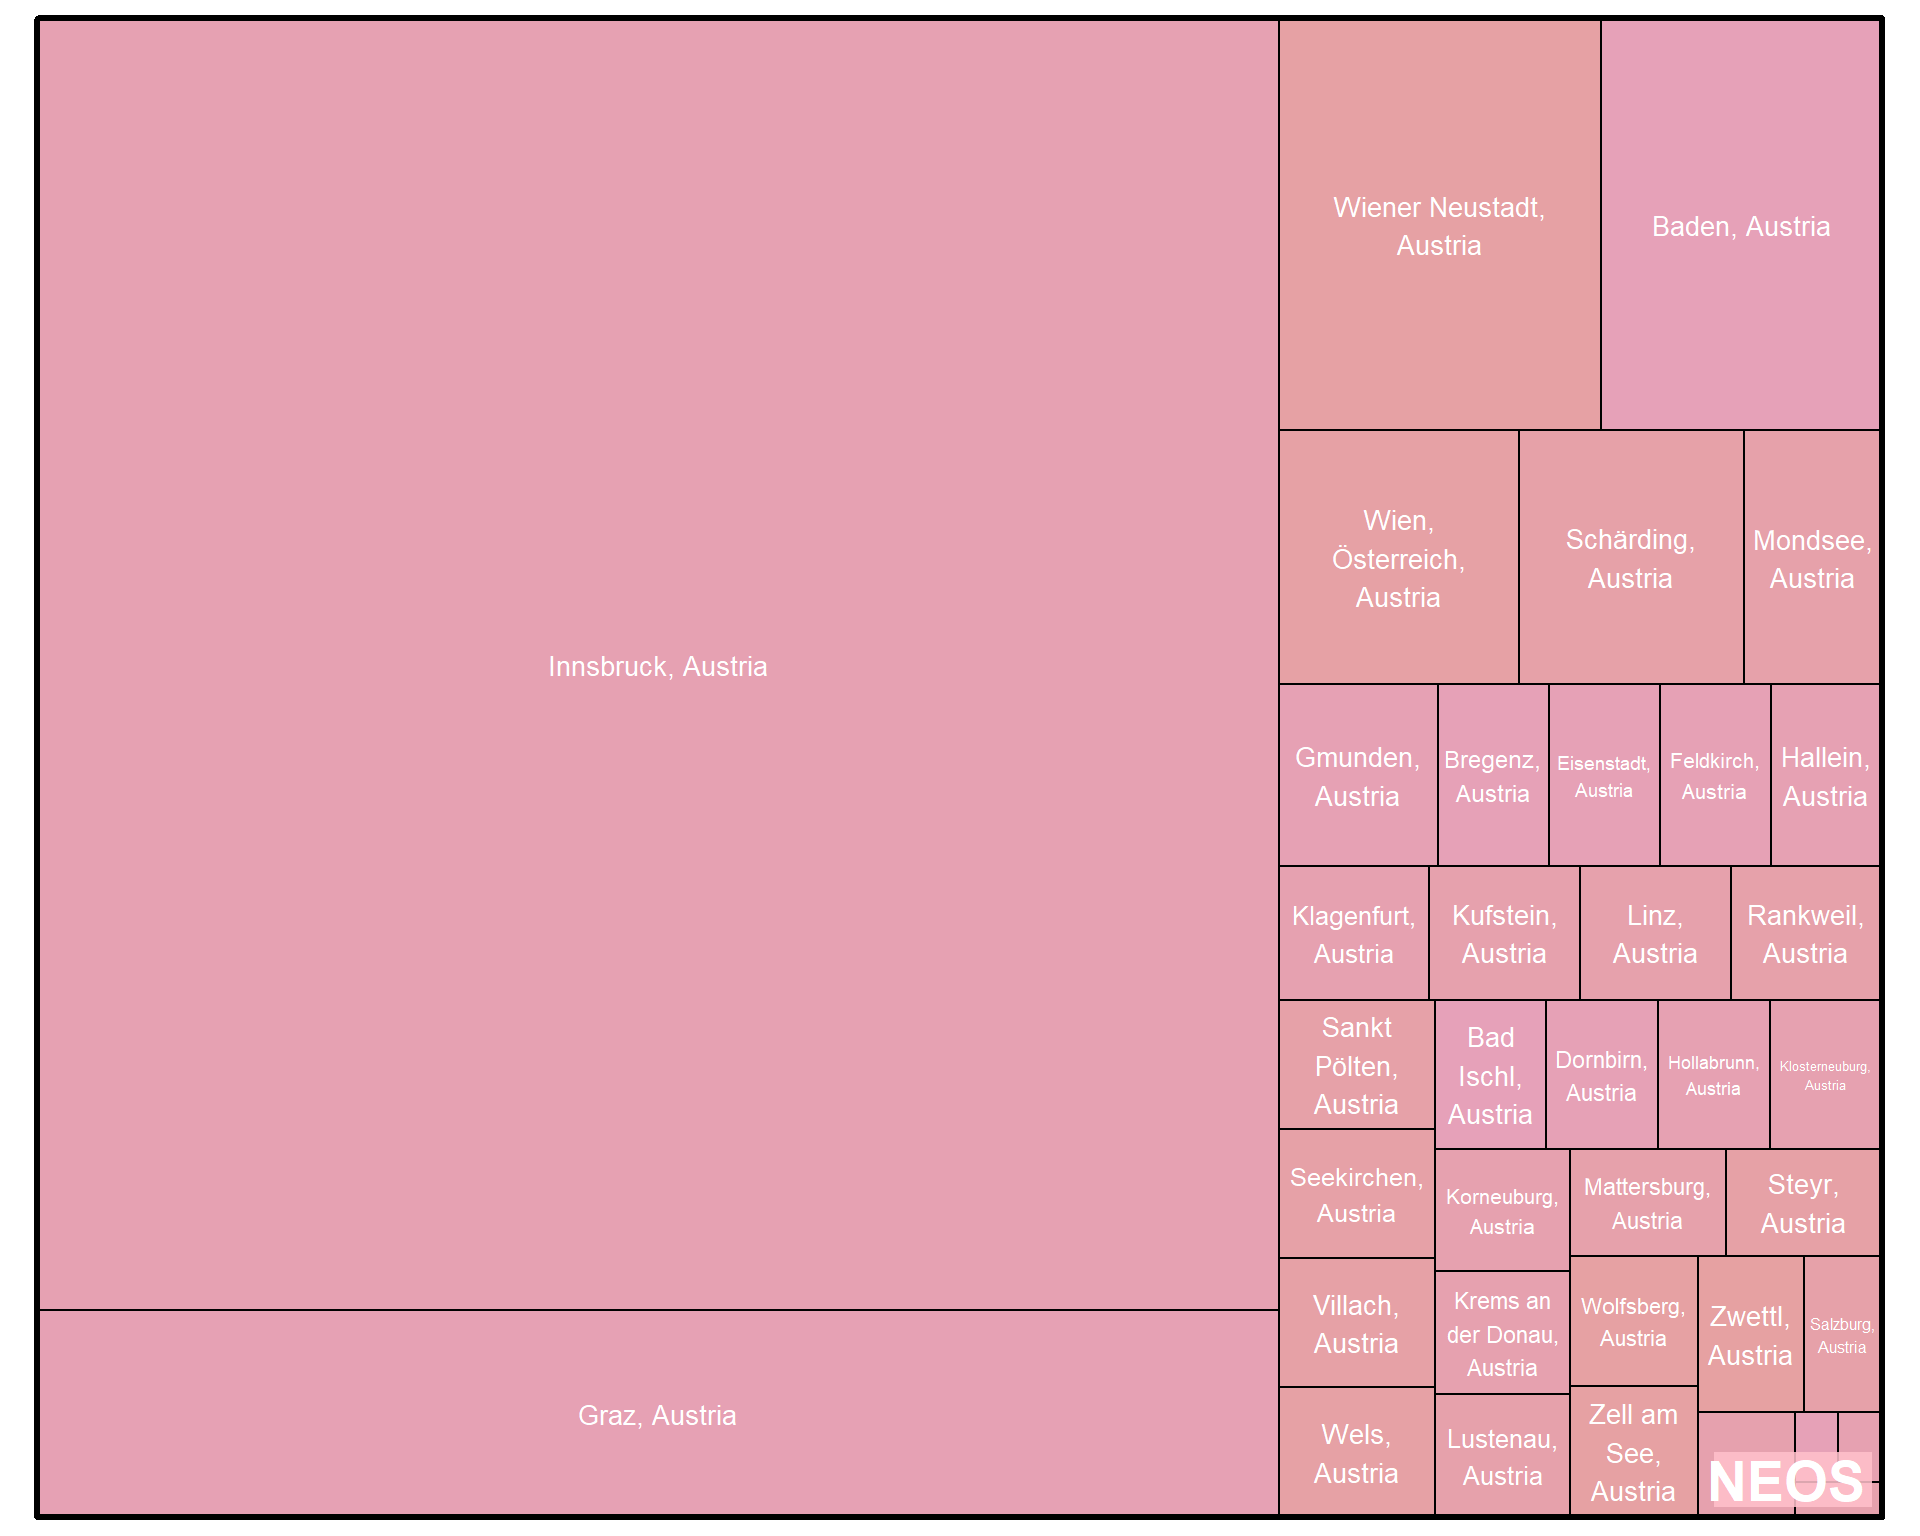 Innsbruck, Austria
Graz, Austria
Wiener Neustadt,
Austria
Baden, Austria
Wien,
Österreich,
Austria
Schärding,
Austria
Mondsee,
Austria
Gmunden,
Austria
Bregenz,
Austria
Eisenstadt,
Austria
Feldkirch,
Austria
Hallein,
Austria
Klagenfurt,
Austria
Kufstein,
Austria
Linz,
Austria
Rankweil,
Austria
Sankt
Pölten,
Austria
Bad
Ischl,
Austria
Dornbirn,
Austria
Hollabrunn,
Austria
Klosterneuburg,
Austria
Seekirchen,
Austria
Korneuburg,
Austria
Mattersburg,
Austria
Steyr,
Austria
Villach,
Austria
Krems an
der Donau,
Austria
Wolfsberg,
Austria
Zwettl,
Austria
Salzburg,
Austria
Wels,
Austria
Lustenau,
Austria
Zell am
See,
Austria
NEOS